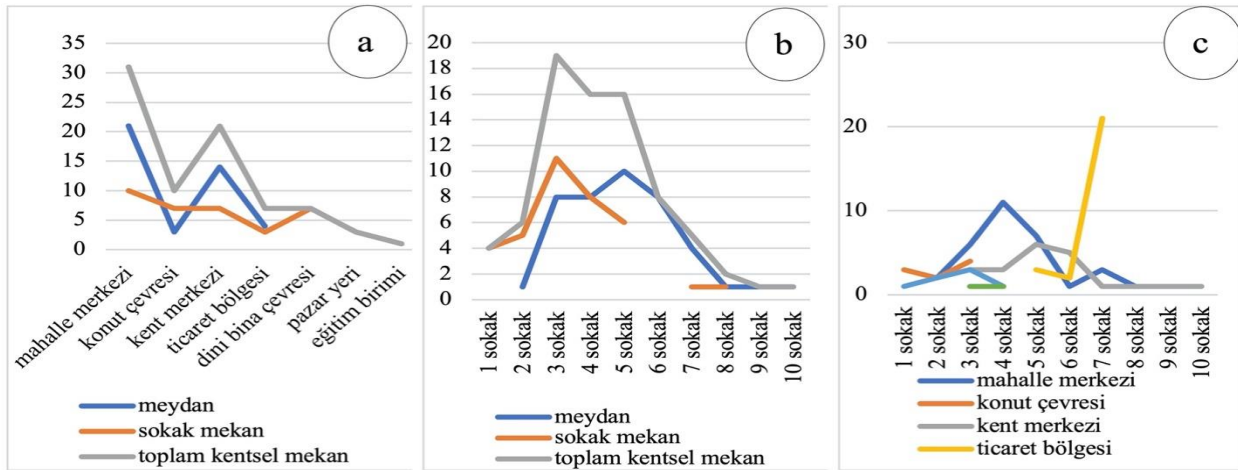 a
35
30
25
20
15
10
5
0
mahalle merkezi
konut çevresi
kent merkezi
ticaret bölgesi
dini bina çevresi
pazar yeri
eğitim birimi
meydan
sokak mekan
toplam kentsel mekan
b
20
18
16
14
12
10
8
6
4
2
0
1 sokak
2 sokak
3 sokak
4 sokak
5 sokak
6 sokak
7 sokak
8 sokak
9 sokak
10 sokak
meydan
sokak mekan
toplam kentsel mekan
c
30
20
10
0
1 sokak
2 sokak
3 sokak
4 sokak
5 sokak
6 sokak
7 sokak
8 sokak
9 sokak
10 sokak
mahalle merkezi
konut çevresi
kent merkezi
ticaret bölgesi